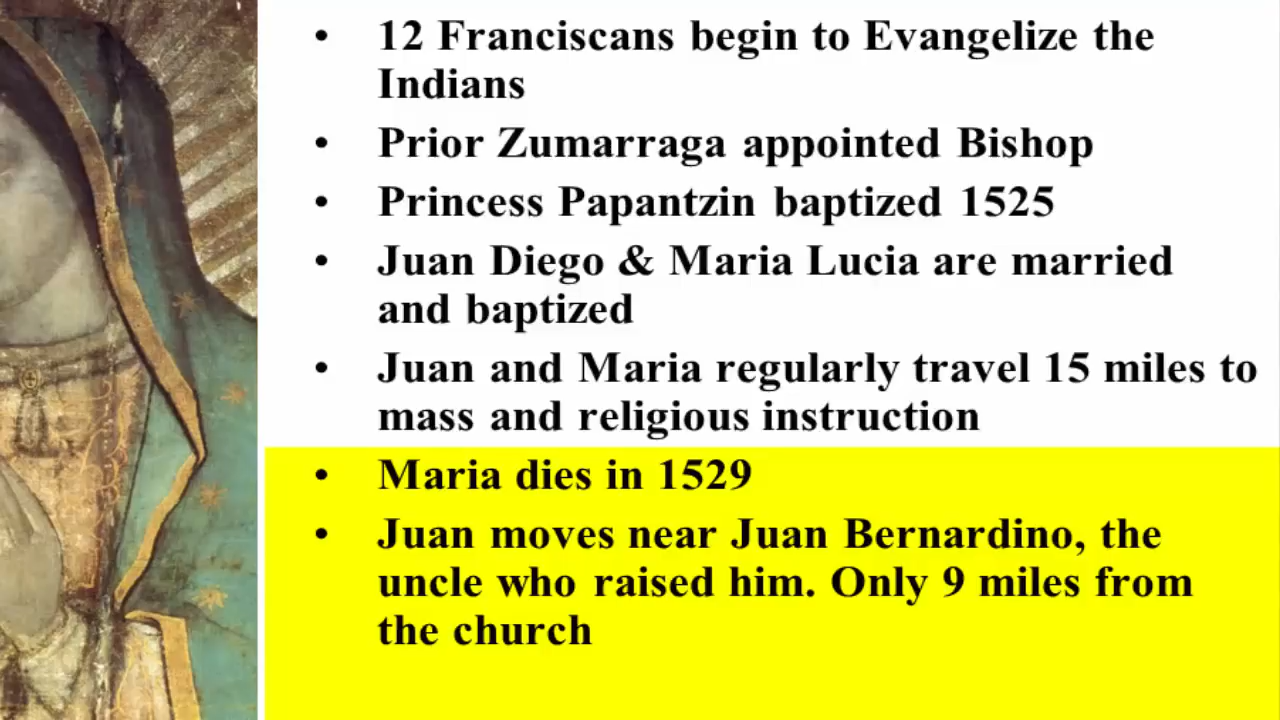 • 12 Franciscans begin to Evangelize the
Indians
• Prior Zumarraga appointed Bishop
• Princess Papantzin baptized 1525
• Juan Diego & Maria Lucia are married
and baptized
• Juan and Maria regularly travel 15 miles to
mass and religious instruction
• Maria dies in 1529
• Juan moves near Juan Bernardino, the
uncle who raised him. Only 9 miles from
the church